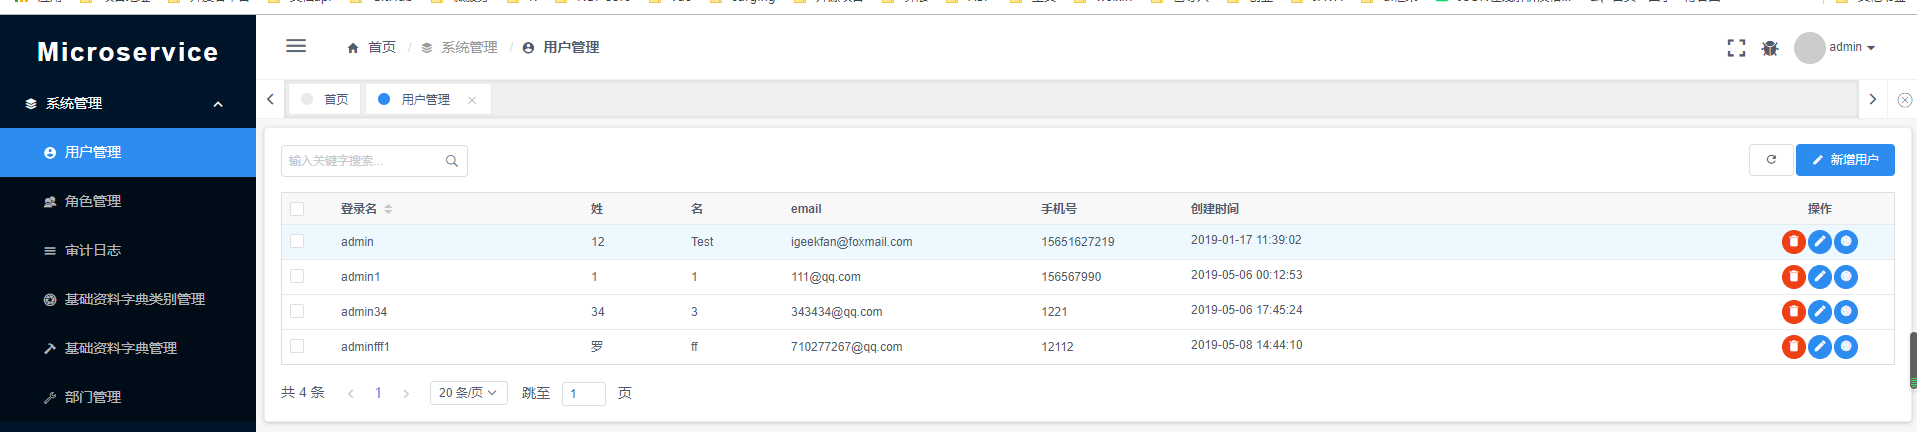 Microservice
首页 / 系统管理 / 用户管理
admin
系统管理
首页
用户管理
用户管理
角色管理
审计日志
基础资料字典类别管理
基础资料字典管理
部门管理
输入关键字搜索...
新增用户
登录名 姓 名 email 手机号 创建时间 操作
admin 12 Test igeekfan@foxmail.com 15651627219 2019-01-17 11:39:02
admin1 1 1 111@qq.com 156567990 2019-05-06 00:12:53
admin34 34 3 343434@qq.com 1221 2019-05-06 17:45:24
adminfff1 罗 ff 710277267@qq.com 12112 2019-05-08 14:44:10
共 4 条 1 20 条/页 跳至 1 页